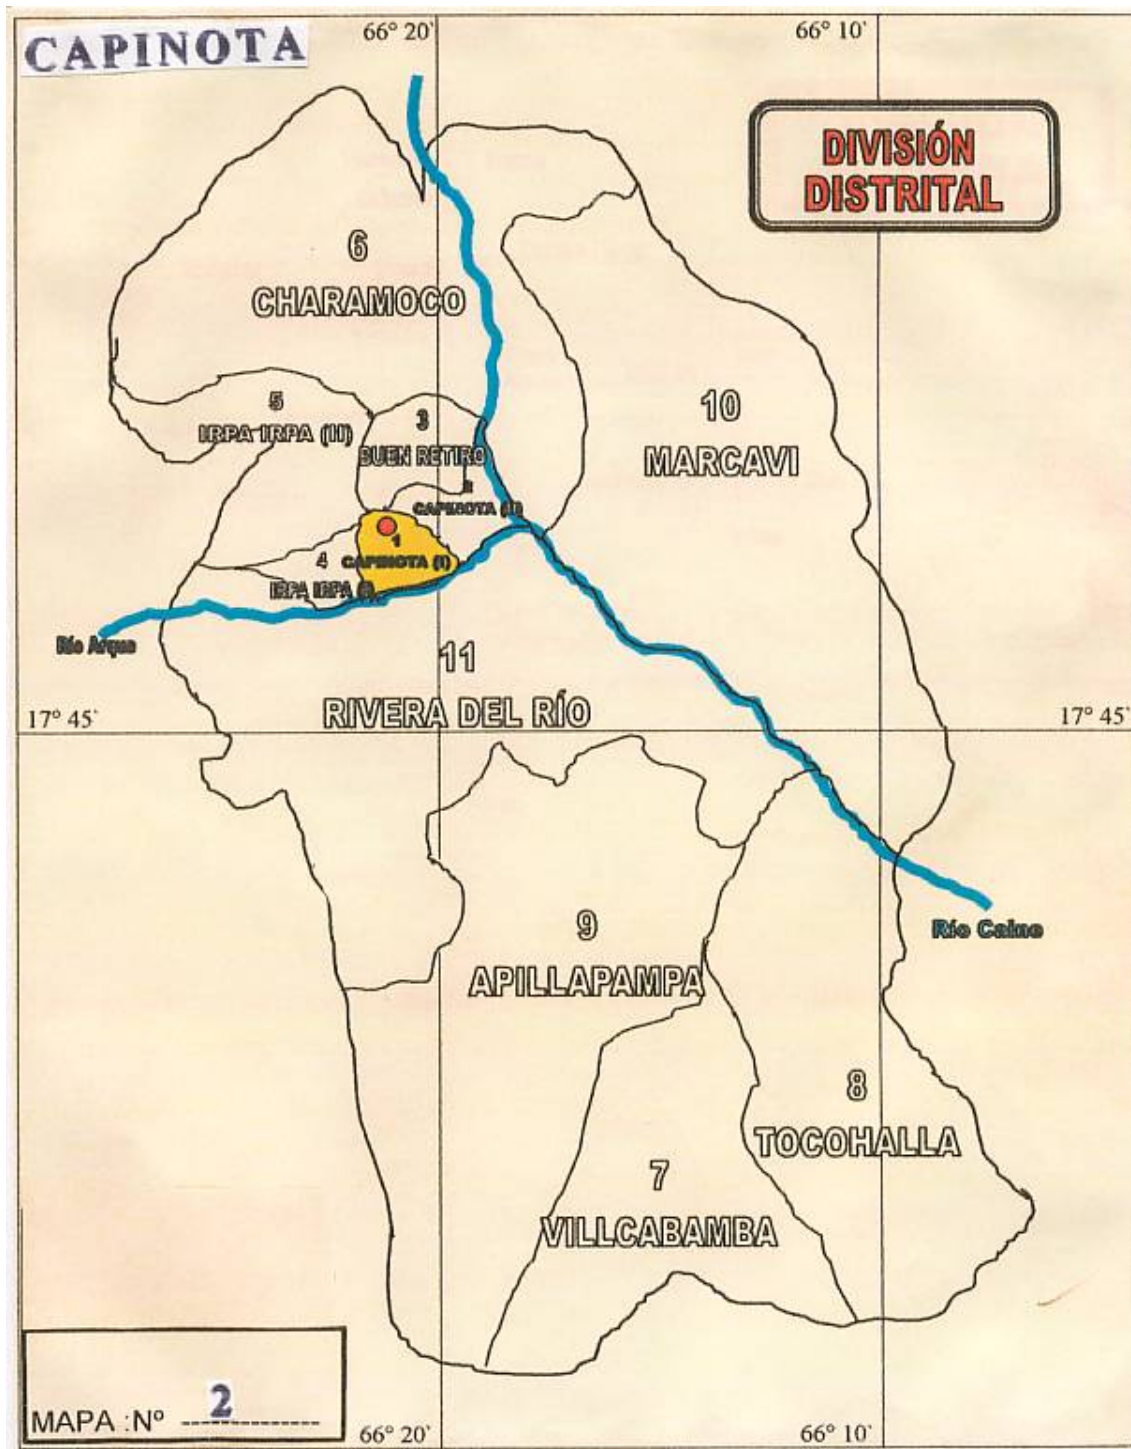 CAPINOTA
66° 20'
66° 10'
DIVISIÓN
DISTRITAL
6
CHARAMOCO
5
IRPA IRPA (II)
3
BUEN RETIRO
10
MARCAVI
2
CAPINOTA (II)
1
CAPINOTA (I)
4
IRPA IRPA (I)
Río Arque
11
RIVERA DEL RÍO
17° 45'
17° 45'
9
APILLAPAMPA
Río Caine
8
TOCOHALLA
7
VILLCABAMBA
MAPA :Nº 2
66° 20'
66° 10'